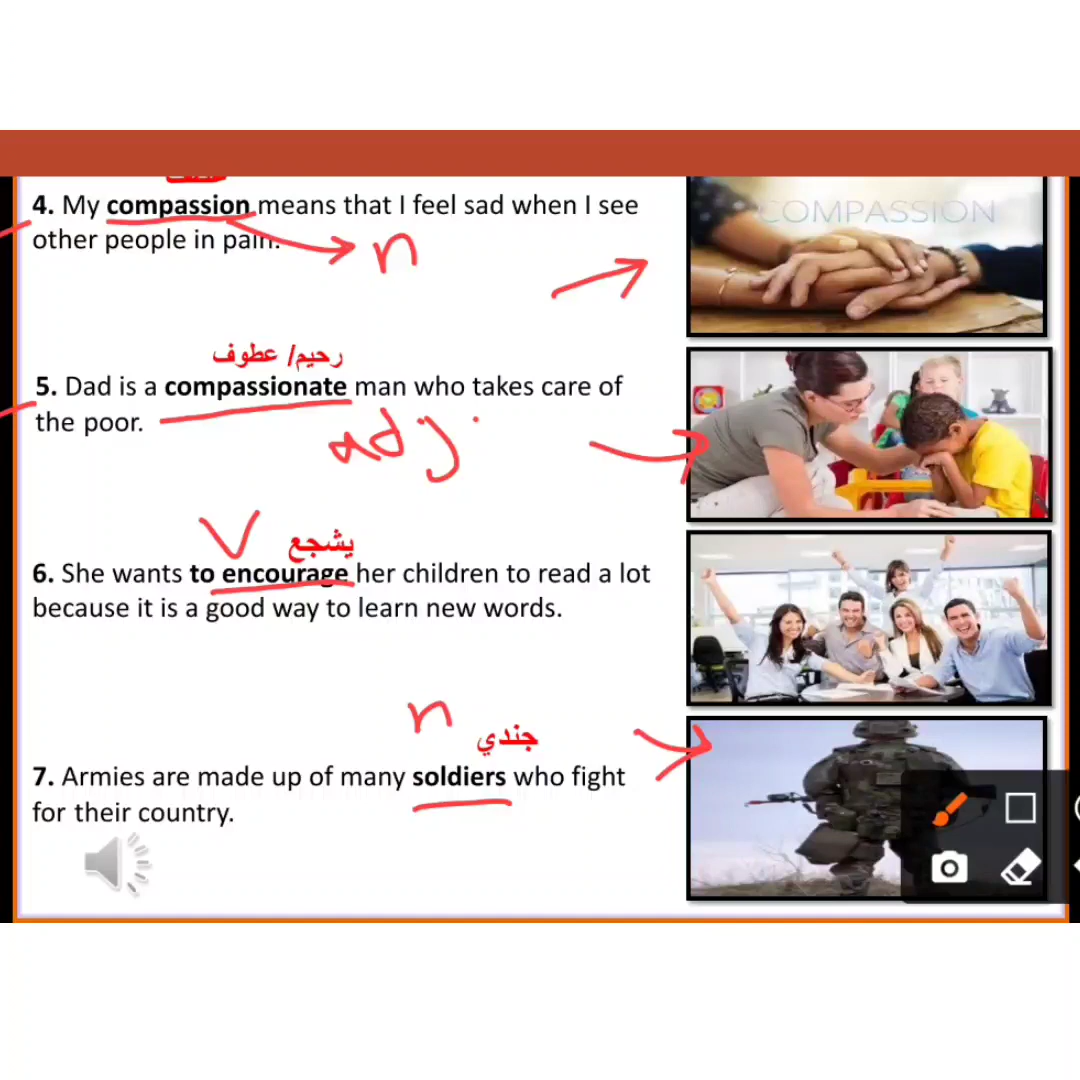 4. My compassion means that I feel sad when I see
other people in pain.
n
COMPASSION
رحيم/ عطوف
5. Dad is a compassionate man who takes care of
the poor.
adj.
V
يشجع
6. She wants to encourage her children to read a lot
because it is a good way to learn new words.
n
جندي
7. Armies are made up of many soldiers who fight
for their country.